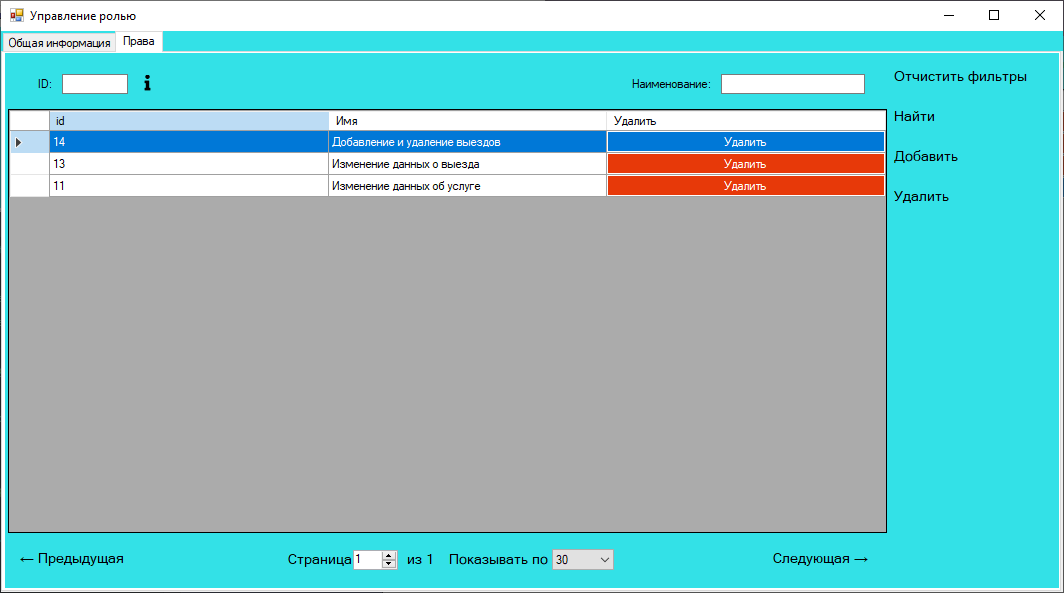 Управление ролью
Общая информация Права
ID: Наименование: Отчистить фильтры
Найти
Добавить
Удалить
id Имя Удалить
14 Добавление и удаление выездов Удалить
13 Изменение данных о выезда Удалить
11 Изменение данных об услуге Удалить
← Предыдущая Страница 1 из 1 Показывать по 30 Следующая →